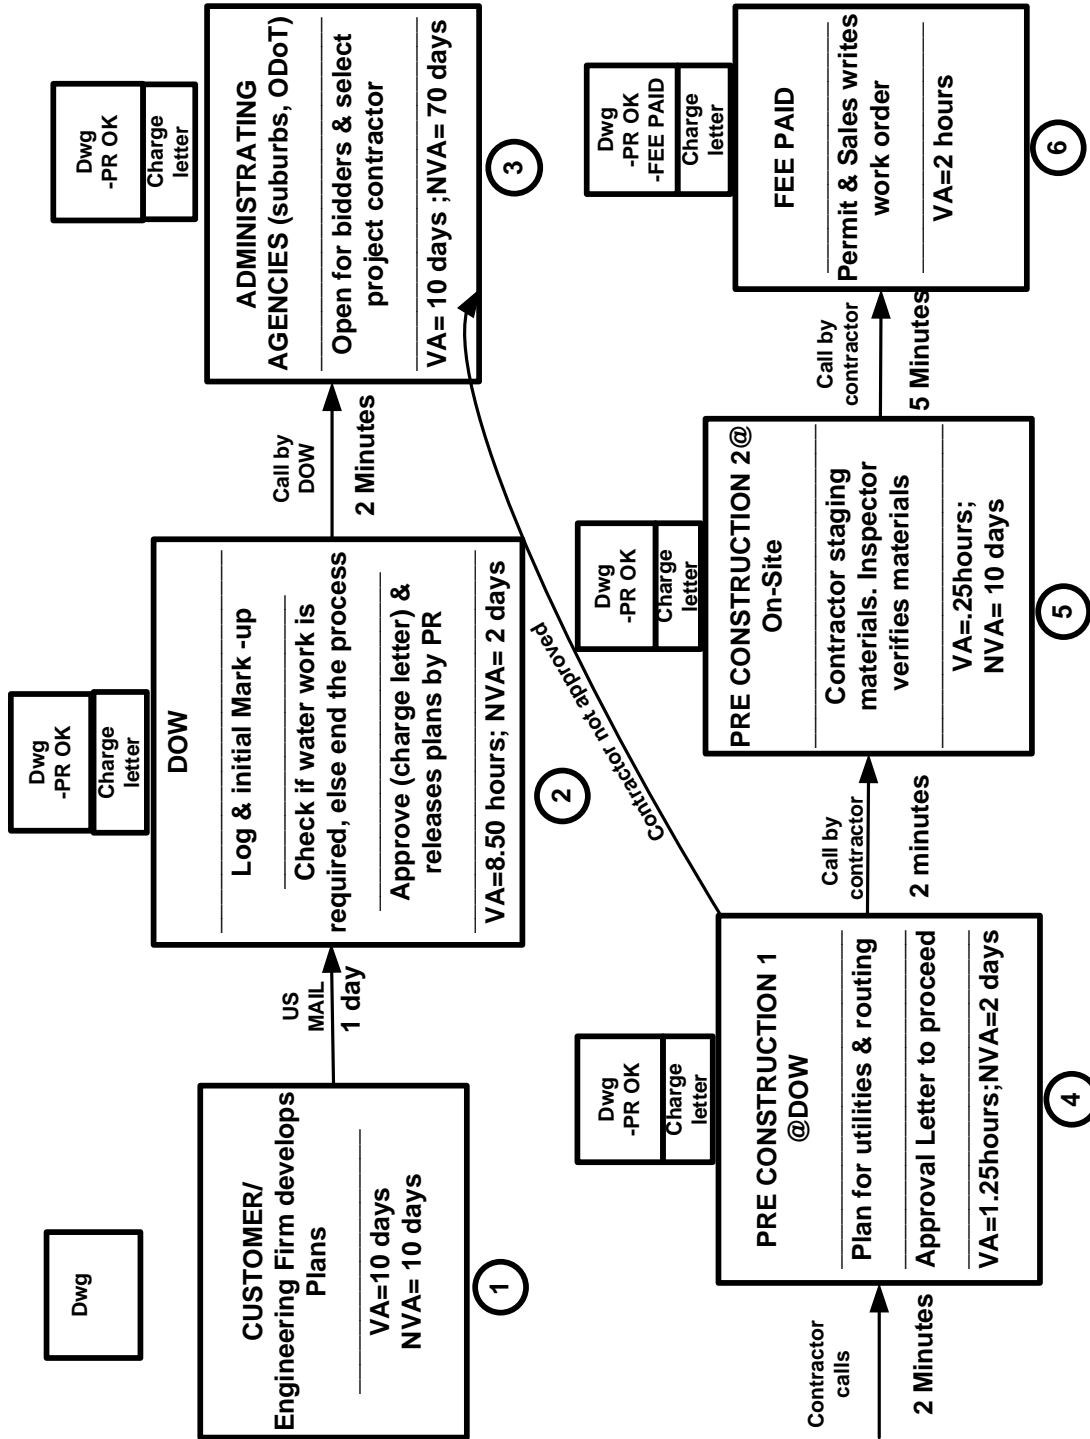 Dwg
CUSTOMER/
Engineering Firm develops
Plans
VA=10 days
NVA= 10 days
1
US
MAIL
1 day
Dwg
-PR OK
Charge
letter
DOW
Log & initial Mark -up
Check if water work is
required, else end the process
Approve (charge letter) &
releases plans by PR
VA=8.50 hours; NVA= 2 days
2
Call by
DOW
2 Minutes
Dwg
-PR OK
Charge
letter
ADMINISTRATING
AGENCIES (suburbs, ODoT)
Open for bidders & select
project contractor
VA= 10 days ;NVA= 70 days
3
Contractor not approved
Contractor
calls
2 Minutes
Dwg
-PR OK
Charge
letter
PRE CONSTRUCTION 1
@DOW
Plan for utilities & routing
Approval Letter to proceed
VA=1.25hours;NVA=2 days
4
Call by
contractor
2 minutes
Dwg
-PR OK
Charge
letter
PRE CONSTRUCTION 2@
On-Site
Contractor staging
materials. Inspector
verifies materials
VA=.25hours;
NVA= 10 days
5
Call by
contractor
5 Minutes
Dwg
-PR OK
-FEE PAID
Charge
letter
FEE PAID
Permit & Sales writes
work order
VA=2 hours
6